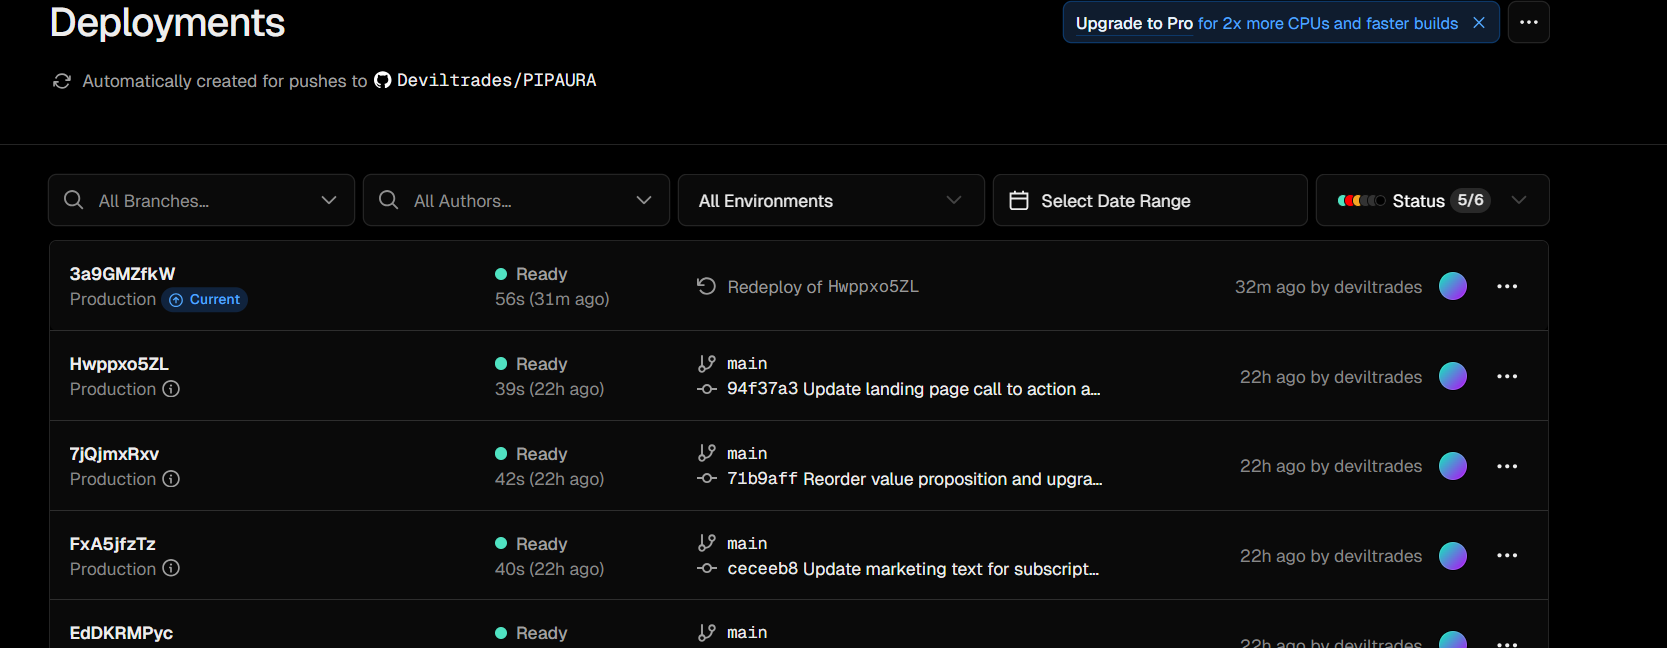 Deployments
Upgrade to Pro for 2x more CPUs and faster builds
Automatically created for pushes to Deviltrades/PIPAURA
All Branches...
All Authors...
All Environments
Select Date Range
Status 5/6
3a9GMZfkW
Production Current
Ready
56s (31m ago)
Redeploy of Hwppxo5ZL
32m ago by deviltrades
Hwppxo5ZL
Production
Ready
39s (22h ago)
main
94f37a3 Update landing page call to action a...
22h ago by deviltrades
7jQjmxRxv
Production
Ready
42s (22h ago)
main
71b9aff Reorder value proposition and upgra...
22h ago by deviltrades
FxA5jfzTz
Production
Ready
40s (22h ago)
main
ceceeb8 Update marketing text for subscript...
22h ago by deviltrades
EdDKRMPyc
Ready
main
22h ago by deviltrades